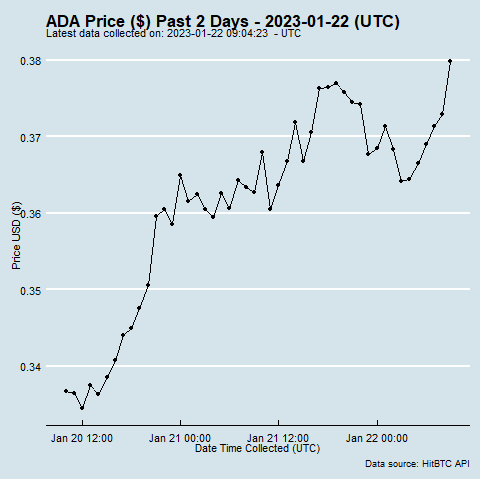 ADA Price ($) Past 2 Days - 2023-01-22 (UTC)
Latest data collected on: 2023-01-22 09:04:23  - UTC
0.38
0.37
0.36
0.35
0.34
Price USD ($)
Jan 20 12:00
Jan 21 00:00
Jan 21 12:00
Jan 22 00:00
Date Time Collected (UTC)
Data source: HitBTC API